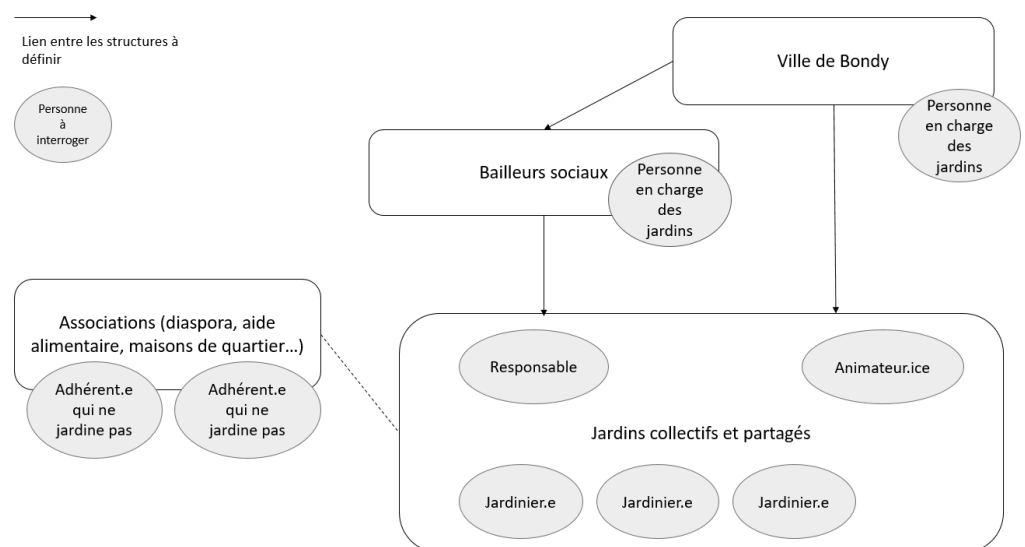 Lien entre les structures à
définir
Personne
à
interroger
Ville de Bondy
Personne
en charge
des
jardins
Bailleurs sociaux
Personne
en charge
des
jardins
Associations (diaspora, aide
alimentaire, maisons de quartier...)
Adhérent.e
qui ne
jardine pas
Adhérent.e
qui ne
jardine pas
Responsable
Animateur.ice
Jardins collectifs et partagés
Jardinier.e
Jardinier.e
Jardinier.e